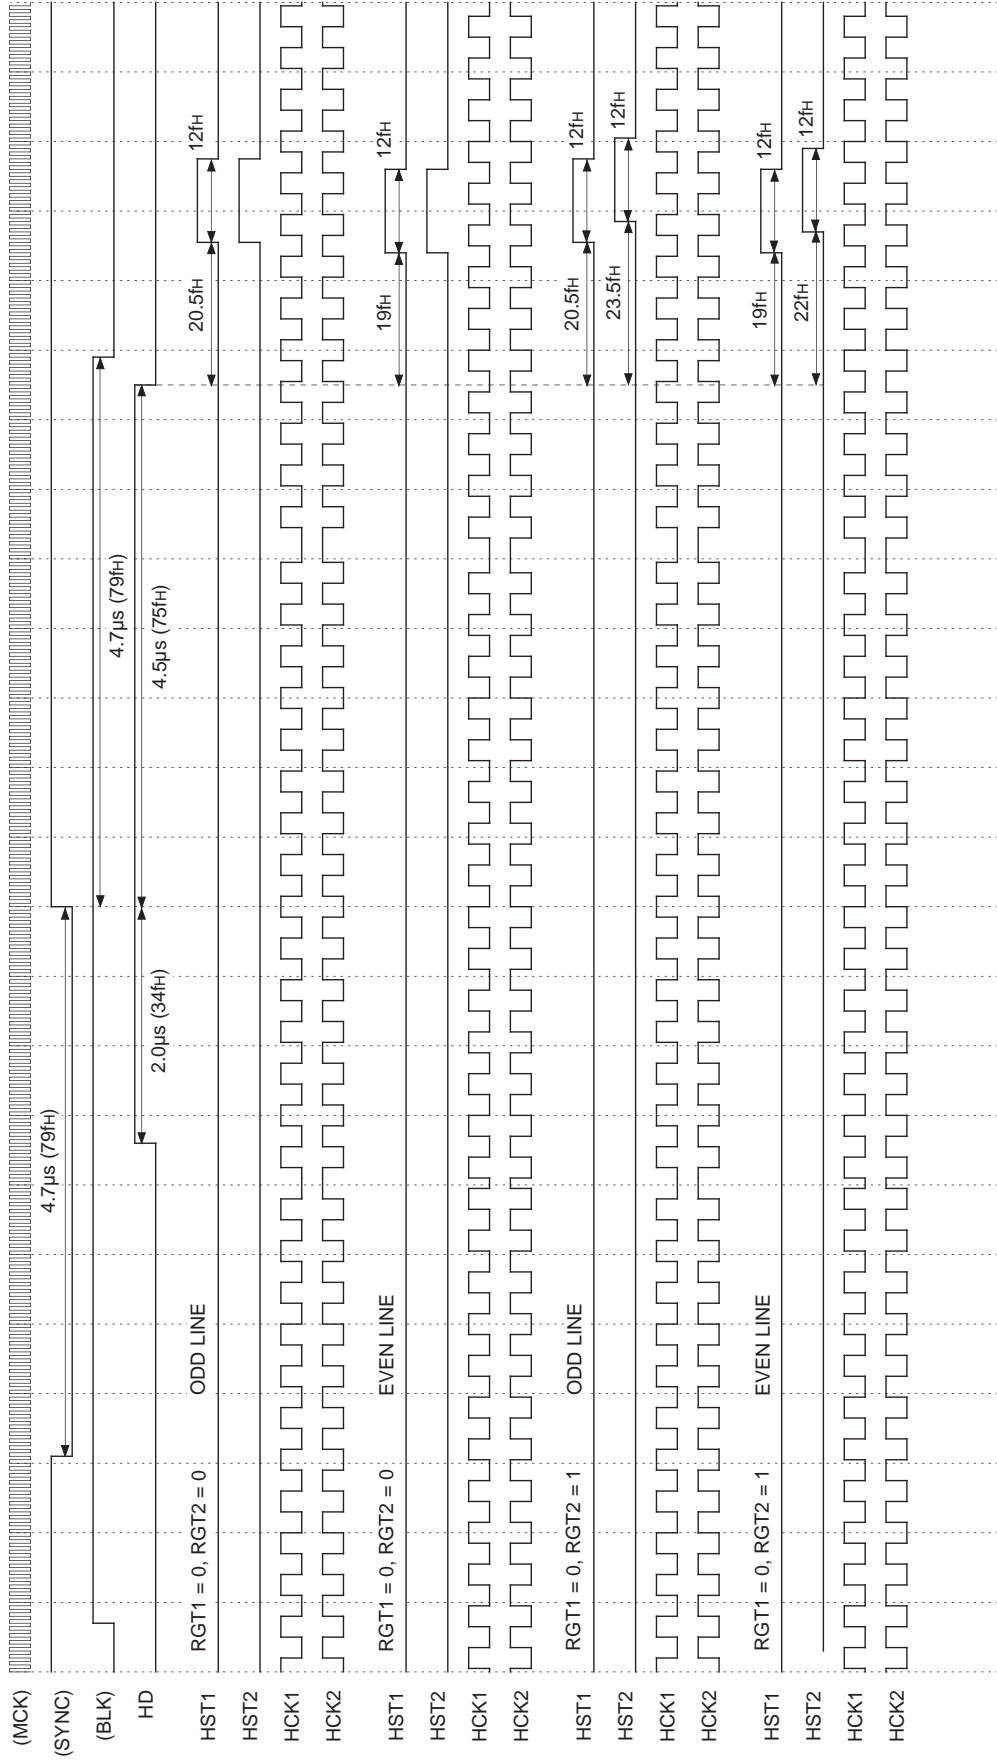 (MCK)
(SYNC)
4.7µs (79fH)
(BLK)
4.7µs (79fH)
HD
2.0µs (34fH)
4.5µs (75fH)
RGT1 = 0, RGT2 = 0
ODD LINE
HST1
20.5fH
12fH
HST2
HCK1
HCK2
RGT1 = 0, RGT2 = 0
EVEN LINE
HST1
19fH
12fH
HST2
HCK1
HCK2
RGT1 = 0, RGT2 = 1
ODD LINE
HST1
20.5fH
12fH
HST2
23.5fH
12fH
HCK1
HCK2
RGT1 = 0, RGT2 = 1
EVEN LINE
HST1
19fH
12fH
HST2
22fH
12fH
HCK1
HCK2